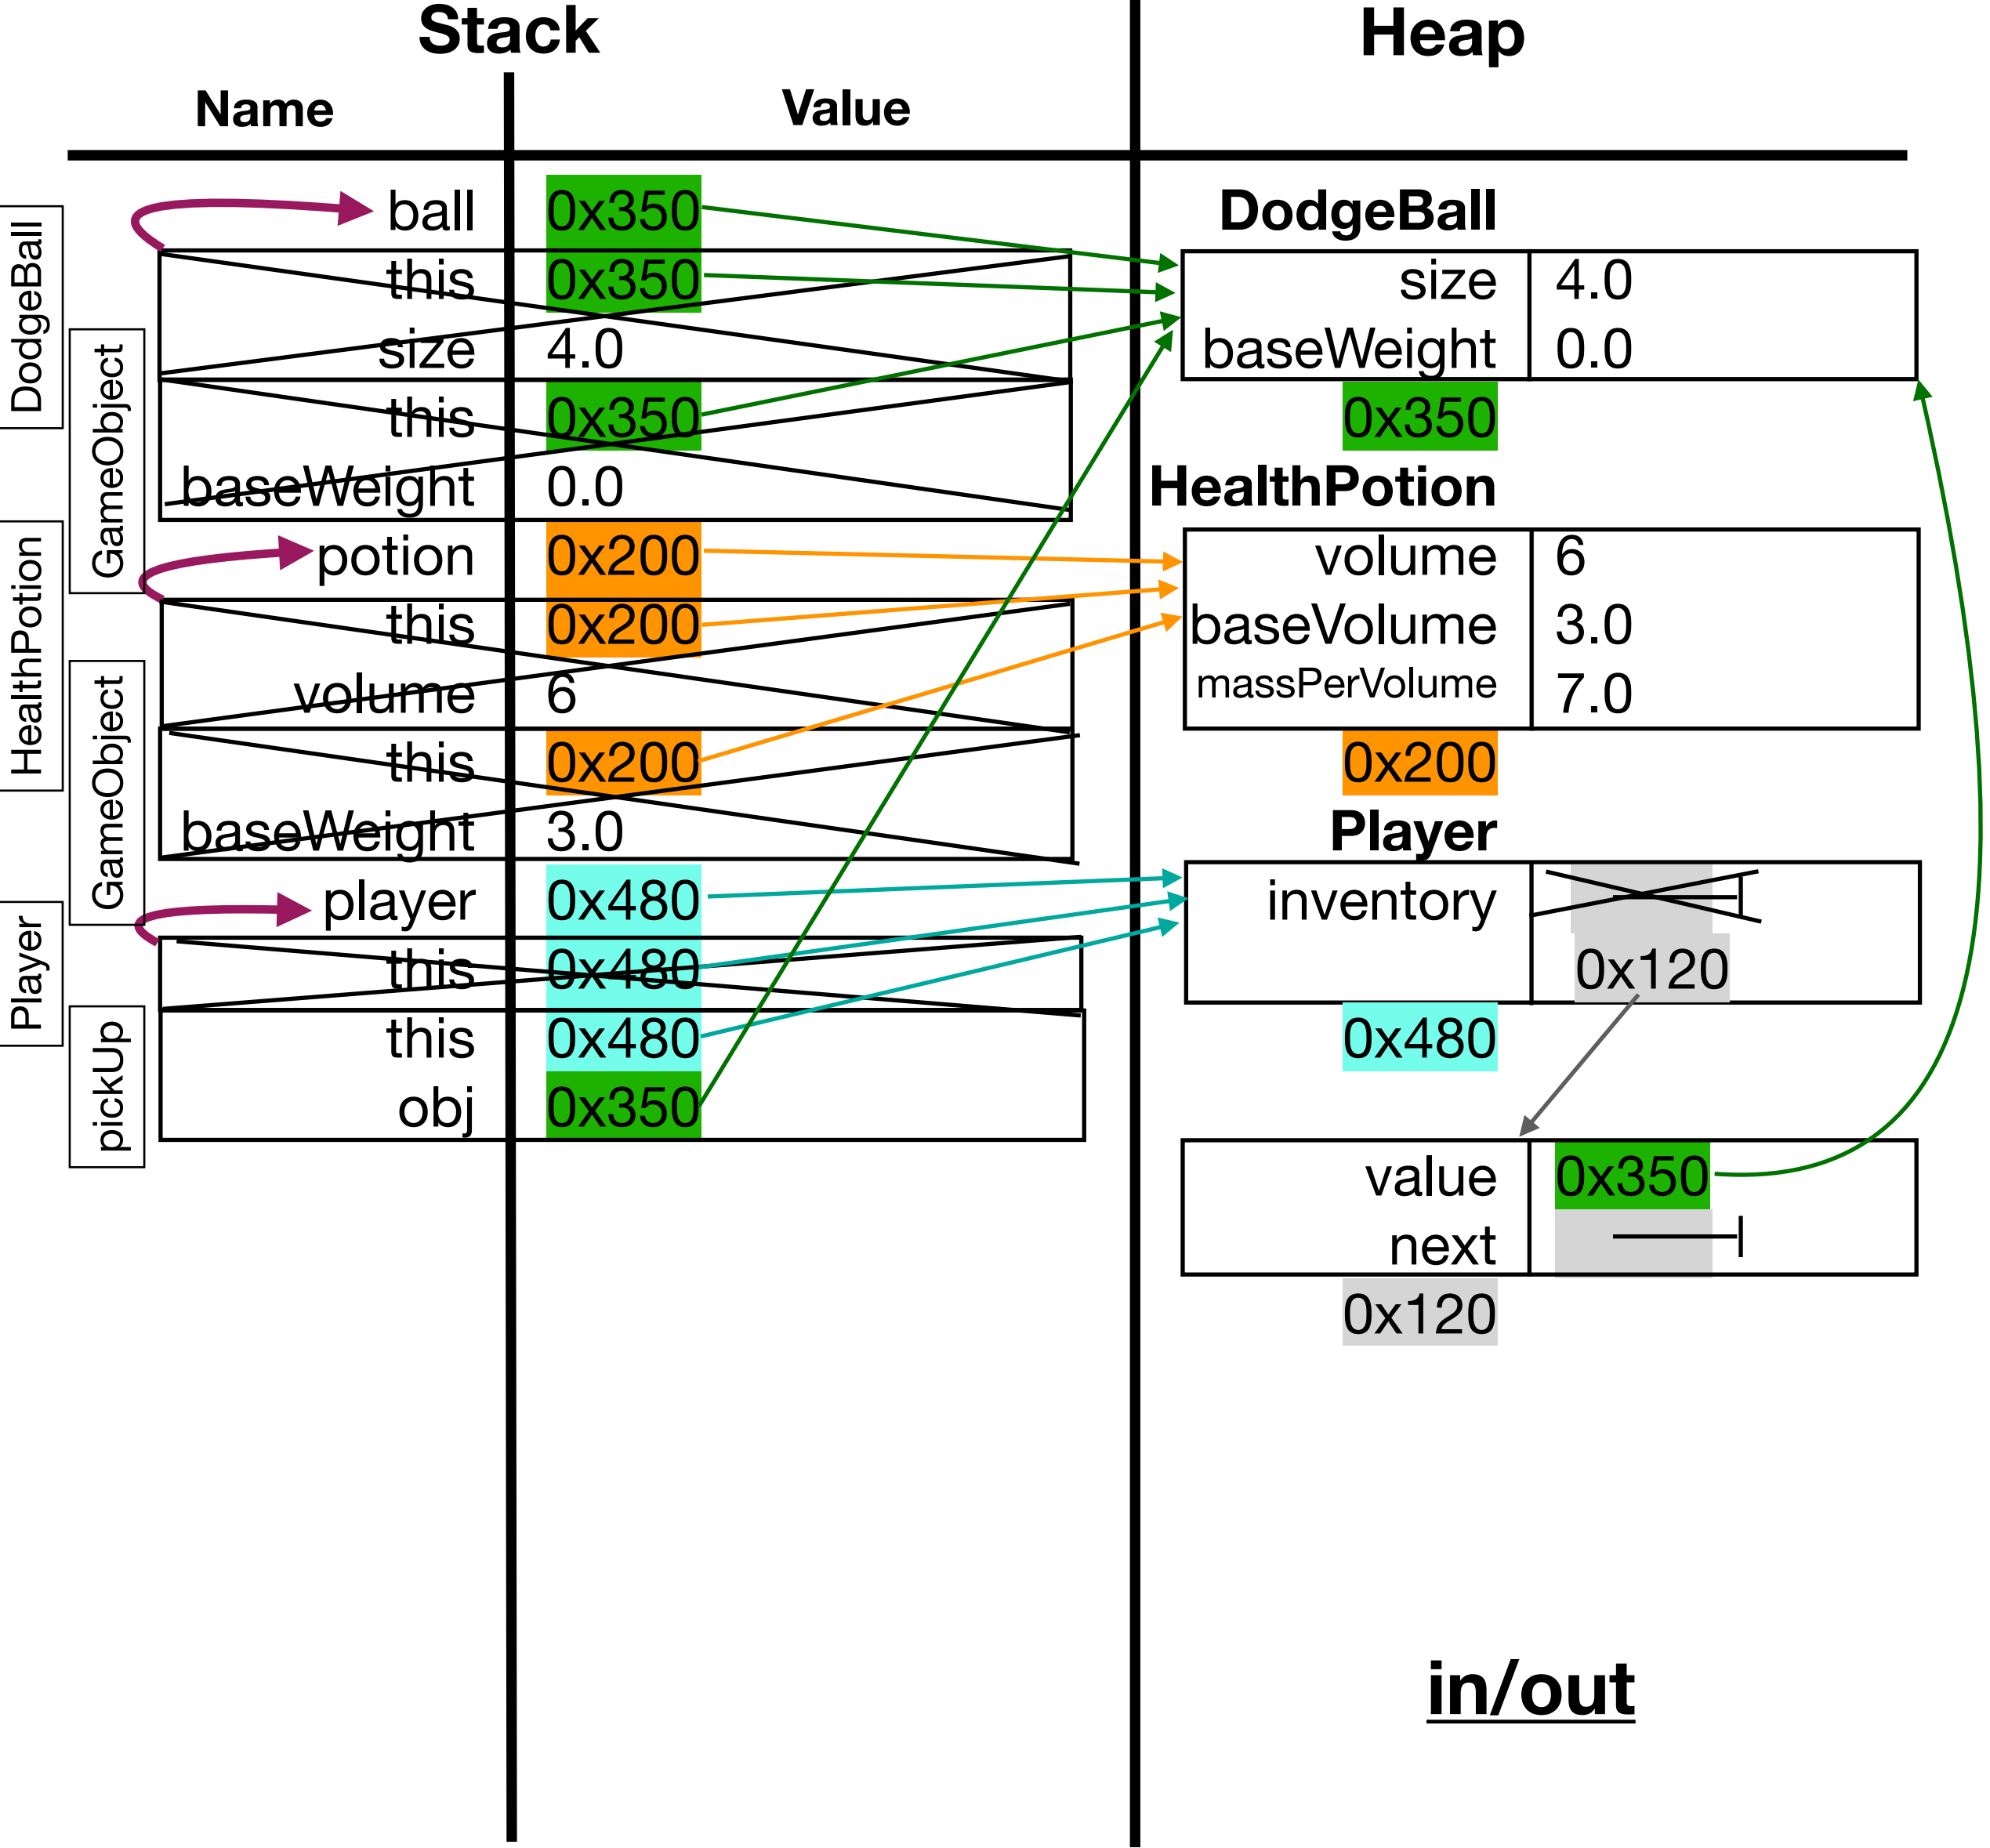 Stack
Heap
Name
Value
DodgeBall
GameObject
HealthPotion
GameObject
Player
pickUp
ball 0x350
this 0x350
size 4.0
this 0x350
baseWeight 0.0
potion 0x200
this 0x200
volume 6
this 0x200
baseWeight 3.0
player 0x480
this 0x480
this 0x480
obj 0x350
DodgeBall
size 4.0
baseWeight 0.0
0x350
HealthPotion
volume 6
baseVolume 3.0
massPerVolume 7.0
0x200
Player
inventory
0x120
0x480
value 0x350
next
0x120
in/out